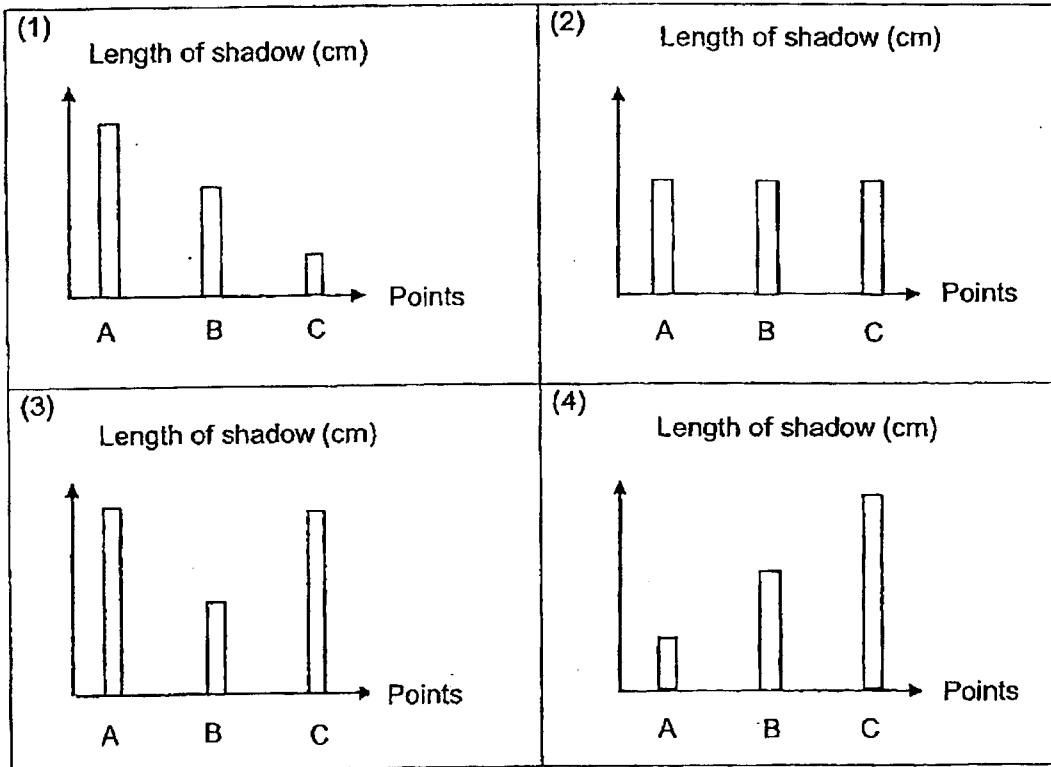 (1)
Length of shadow (cm)
Points
A B C
(2)
Length of shadow (cm)
Points
A B C
(3)
Length of shadow (cm)
Points
A B C
(4)
Length of shadow (cm)
Points
A B C